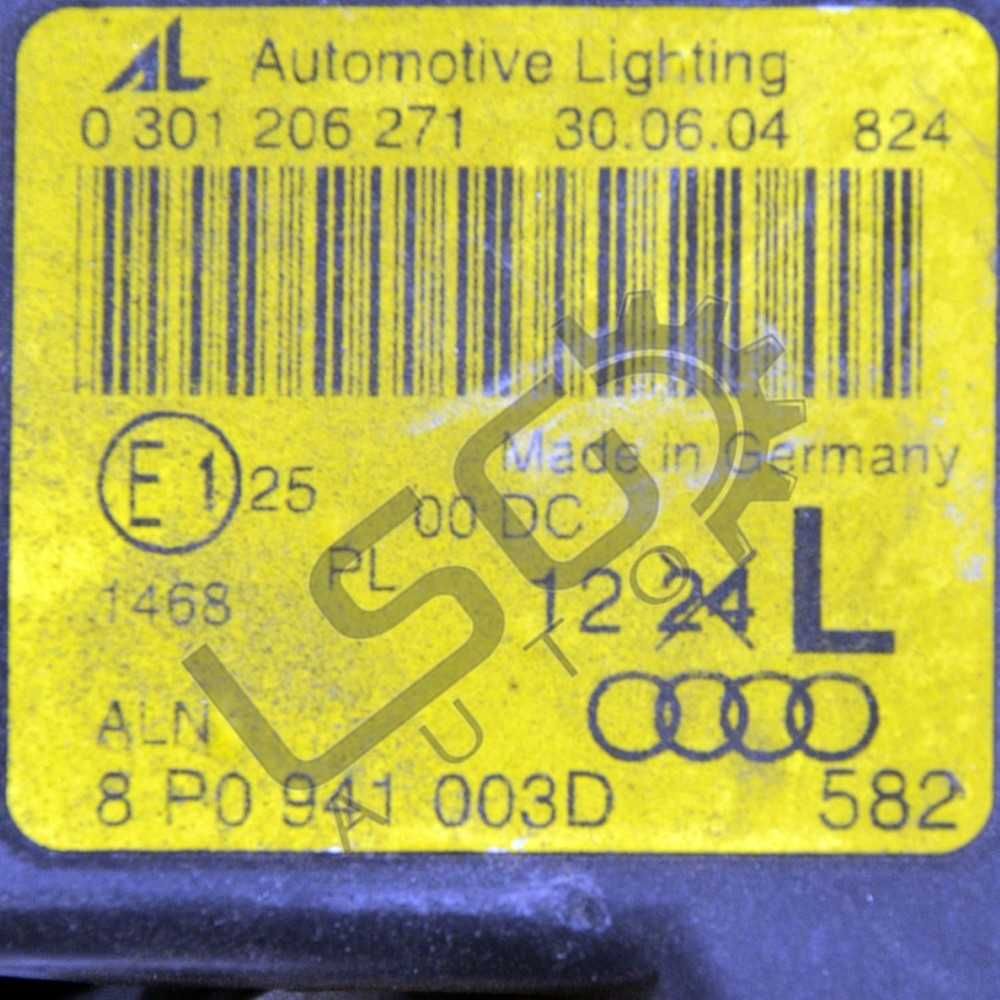 AL Automotive Lighting
0 301 206 271 30.06.04 824
Made in Germany
E1 25
00 DC
PL
1468
12 24 L
ALN
8 P0 941 003D 582
LSC
AUTO